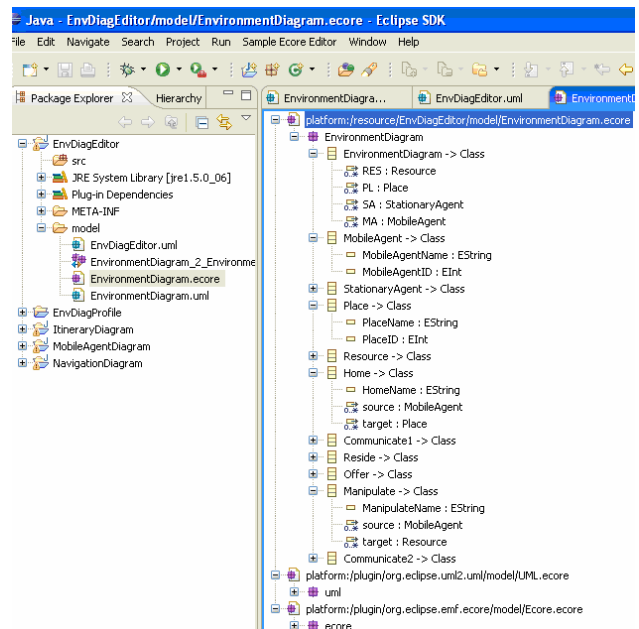 Java - EnvDiagEditor/model/EnvironmentDiagram.ecore - Eclipse SDK
File Edit Navigate Search Project Run Sample Ecore Editor Window Help
Package Explorer Hierarchy
EnvDiagEditor
src
JRE System Library [jre1.5.0_06]
Plug-in Dependencies
META-INF
model
EnvDiagEditor.uml
EnvironmentDiagram_2_Environme
EnvironmentDiagram.ecore
EnvironmentDiagram.uml
EnvDiagProfile
ItineraryDiagram
MobileAgentDiagram
NavigationDiagram
EnvironmentDiagra... EnvDiagEditor.uml EnvironmentD
platform:/resource/EnvDiagEditor/model/EnvironmentDiagram.ecore
EnvironmentDiagram
EnvironmentDiagram -> Class
RES : Resource
PL : Place
SA : StationaryAgent
MA : MobileAgent
MobileAgent -> Class
MobileAgentName : EString
MobileAgentID : EInt
StationaryAgent -> Class
Place -> Class
PlaceName : EString
PlaceID : EInt
Resource -> Class
Home -> Class
HomeName : EString
source : MobileAgent
target : Place
Communicate1 -> Class
Reside -> Class
Offer -> Class
Manipulate -> Class
ManipulateName : EString
source : MobileAgent
target : Resource
Communicate2 -> Class
platform:/plugin/org.eclipse.uml2.uml/model/UML.ecore
uml
platform:/plugin/org.eclipse.emf.ecore/model/Ecore.ecore
ecore